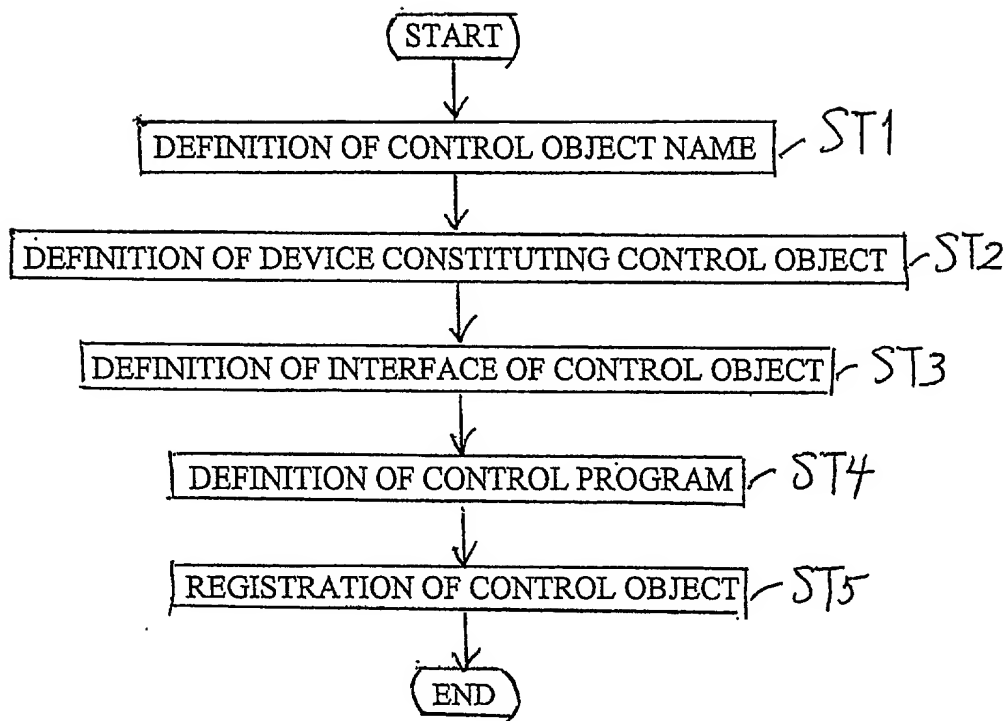 START
DEFINITION OF CONTROL OBJECT NAME ST1
DEFINITION OF DEVICE CONSTITUTING CONTROL OBJECT ST2
DEFINITION OF INTERFACE OF CONTROL OBJECT ST3
DEFINITION OF CONTROL PROGRAM ST4
REGISTRATION OF CONTROL OBJECT ST5
END